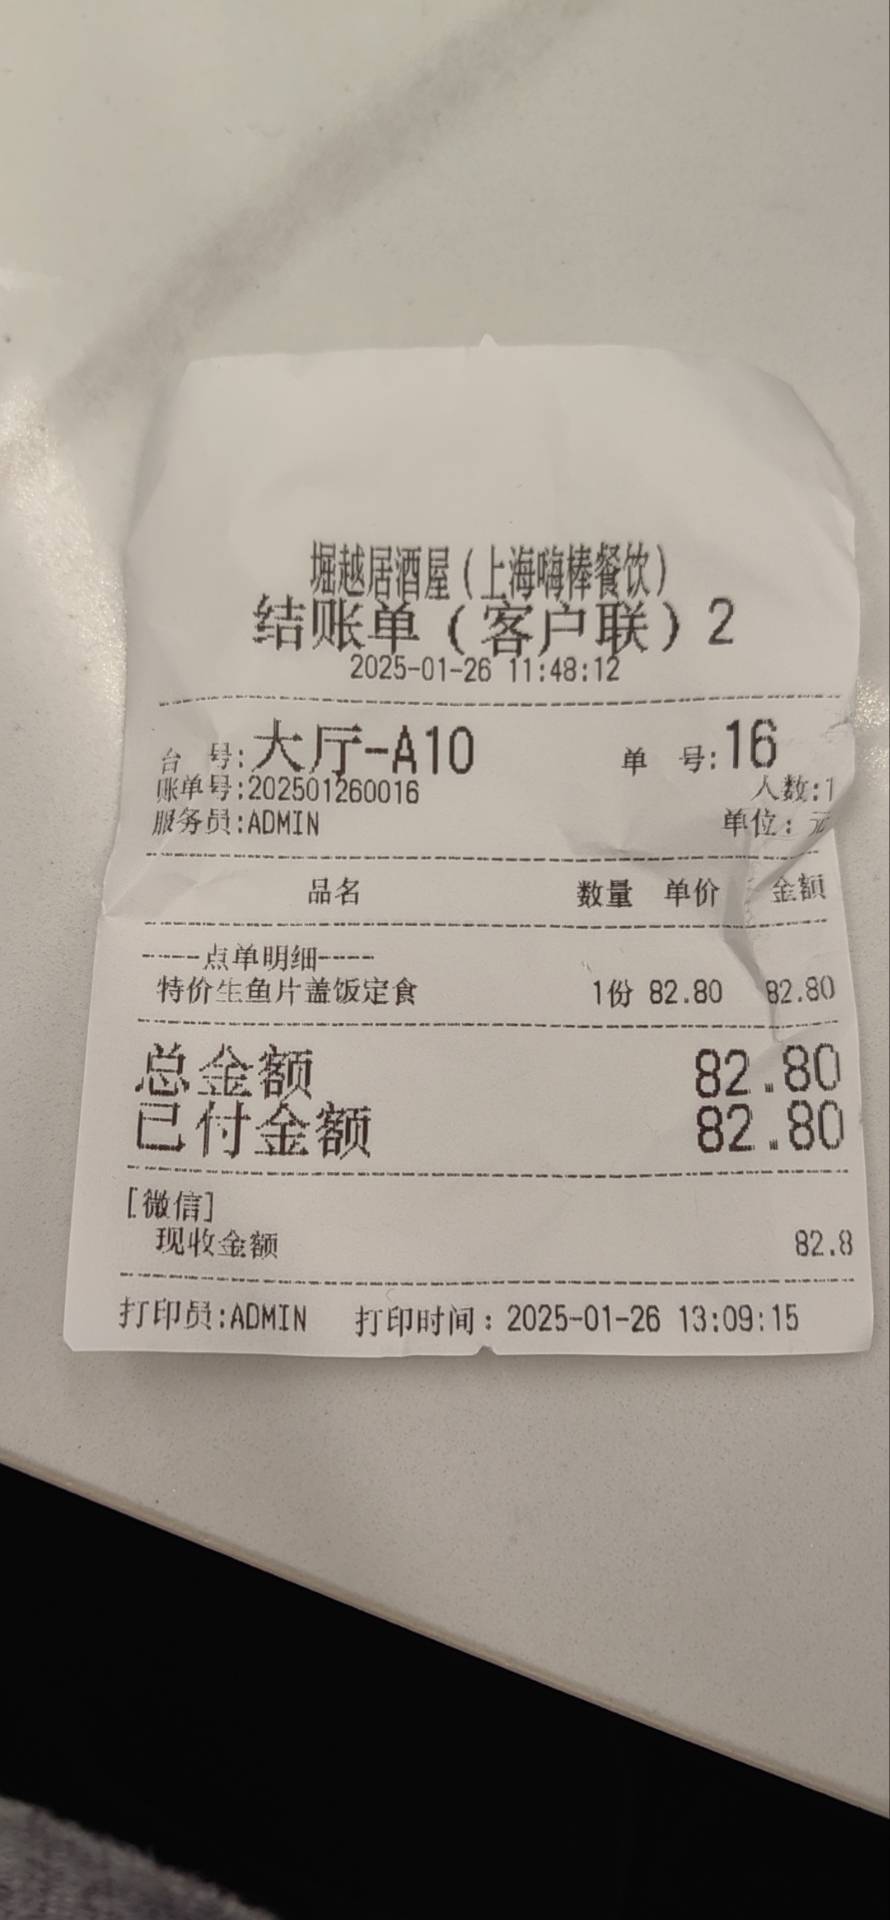 堀越居酒屋(上海嗨棒餐饮)
结账单(客户联)2
2025-01-26 11:48:12
台 号:大厅-A10 单 号:16
账单号:202501260016 人数:1
服务员:ADMIN 单位:元
品名 数量 单价 金额
----点单明细----
特价生鱼片盖饭定食 1份 82.80 82.80
总金额 82.80
已付金额 82.80
[微信]
现收金额 82.8
打印员:ADMIN 打印时间:2025-01-26 13:09:15